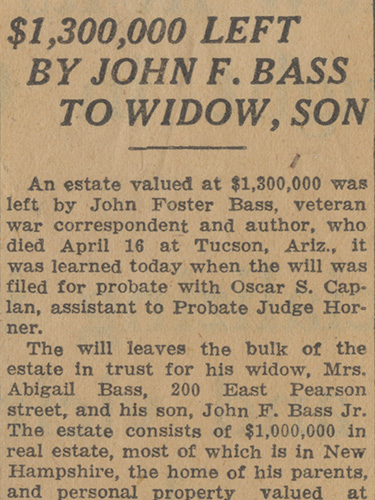 $1,300,000 LEFT
BY JOHN F. BASS
TO WIDOW, SON
An estate valued at $1,300,000 was
left by John Foster Bass, veteran
war correspondent and author, who
died April 16 at Tucson, Ariz., it
was learned today when the will was
filed for probate with Oscar S. Cap-
lan, assistant to Probate Judge Hor-
ner.
The will leaves the bulk of the
estate in trust for his widow, Mrs.
Abigail Bass, 200 East Pearson
street, and his son, John F. Bass Jr.
The estate consists of $1,000,000 in
real estate, most of which is in New
Hampshire, the home of his parents,
and personal property valued at